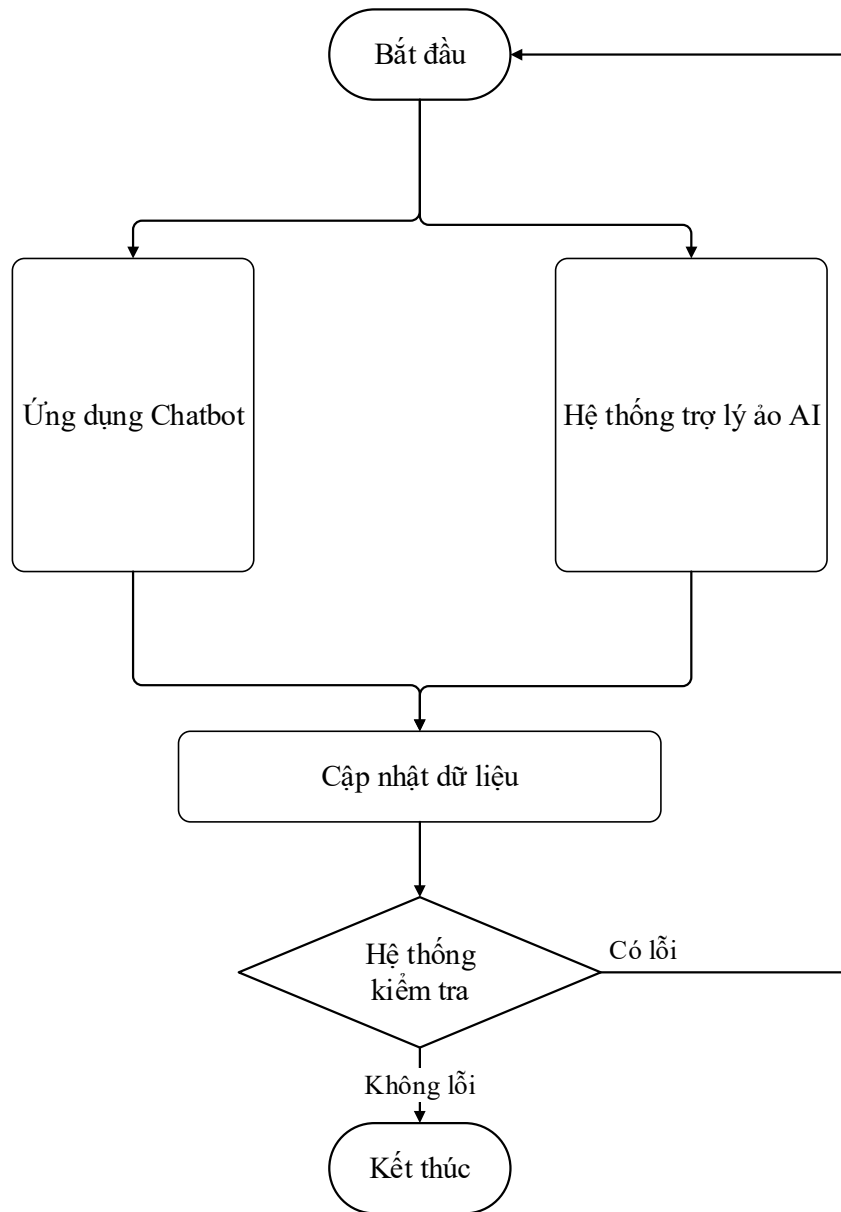 Bắt đầu
Ứng dụng Chatbot
Hệ thống trợ lý ảo AI
Cập nhật dữ liệu
Hệ thống
kiểm tra
Có lỗi
Không lỗi
Kết thúc